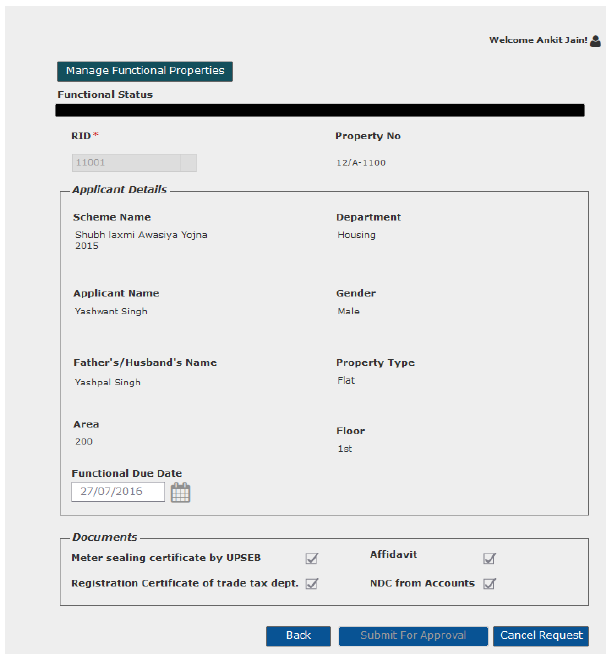 Welcome Ankit Jain!
Manage Functional Properties
Functional Status
RID* Property No
11001 12/A-1100
Applicant Details
Scheme Name Department
Shubh laxmi Awasiya Yojna Housing
2015
Applicant Name Gender
Yashwant Singh Male
Father's/Husband's Name Property Type
Yashpal Singh Flat
Area Floor
200 1st
Functional Due Date
27/07/2016
Documents
Meter sealing certificate by UPSEB Affidavit
Registration Certificate of trade tax dept. NDC from Accounts
Back Submit For Approval Cancel Request